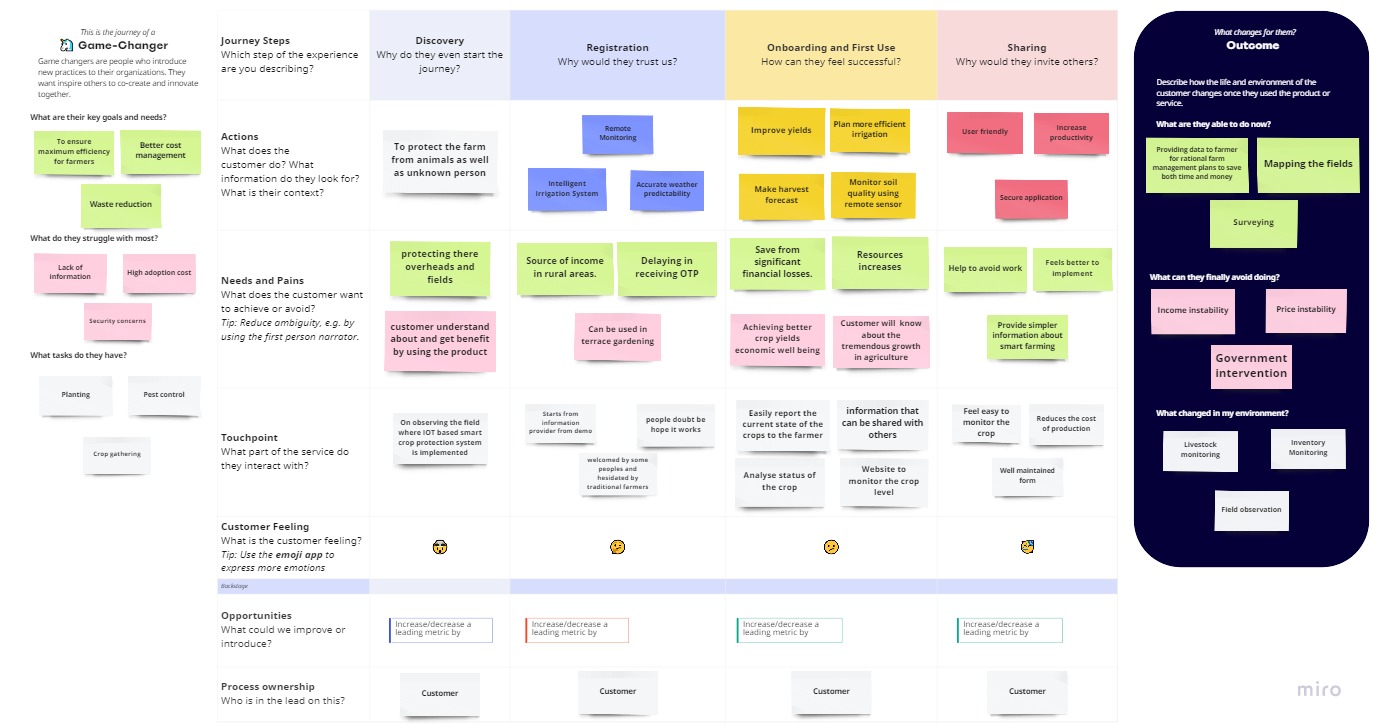 This is the journey of a
Game-Changer
Game changers are people who introduce
new practices to their organizations. They
want inspire others to co-create and innovate
together.
What are their key goals and needs?
To ensure
maximum efficiency
for farmers
Better cost
management
Waste reduction
What do they struggle with most?
Lack of
information
High adoption cost
Security concerns
What tasks do they have?
Planting
Pest control
Crop gathering
Journey Steps
Which step of the experience
are you describing?
Discovery
Why do they even start the
journey?
Registration
Why would they trust us?
Onboarding and First Use
How can they feel successful?
Sharing
Why would they invite others?
Actions
What does the
customer do? What
information do they look for?
What is their context?
To protect the farm
from animals as well
as unknown person
Remote
Monitoring
Intelligent
Irrigation System
Accurate weather
predictability
Improve yields
Plan more efficient
irrigation
Make harvest
forecast
Monitor soil
quality using
remote sensor
User friendly
Increase
productivity
Secure application
Needs and Pains
What does the customer want
to achieve or avoid?
Tip: Reduce ambiguity, e.g. by
using the first person narrator.
protecting there
overheads and
fields
customer understand
about and get benefit
by using the product
Source of income
in rural areas.
Delaying in
receiving OTP
Can be used in
terrace gardening
Save from
significant
financial losses.
Resources
increases
Achieving better
crop yields
economic well being
Customer will know
about the
tremendous growth
in agriculture
Help to avoid work
Feels better to
implement
Provide simpler
information about
smart farming
Touchpoint
What part of the service do
they interact with?
On observing the field
where IOT based smart
crop protection system
is implemented
Starts from
information
provider from demo
people doubt be
hope it works
welcomed by some
peoples and
hesidated by
traditional farmers
Easily report the
current state of the
crops to the farmer
information that
can be shared with
others
Analyse status of
the crop
Website to
monitor the crop
level
Feel easy to
monitor the
crop
Reduces the cost
of production
Well maintained
form
Customer Feeling
What is the customer feeling?
Tip: Use the emoji app to
express more emotions
Backstage
Opportunities
What could we improve or
introduce?
Increase/decrease a
leading metric by
Increase/decrease a
leading metric by
Increase/decrease a
leading metric by
Increase/decrease a
leading metric by
Process ownership
Who is in the lead on this?
Customer
Customer
Customer
Customer
What changes for them?
Outcome
Describe how the life and environment of the
customer changes once they used the product or
service.
What are they able to do now?
Providing data to farmer
for rational farm
management plans to save
both time and money
Mapping the fields
Surveying
What can they finally avoid doing?
Income instability
Price instability
Government
intervention
What changed in my environment?
Livestock
monitoring
Inventory
Monitoring
Field observation
miro